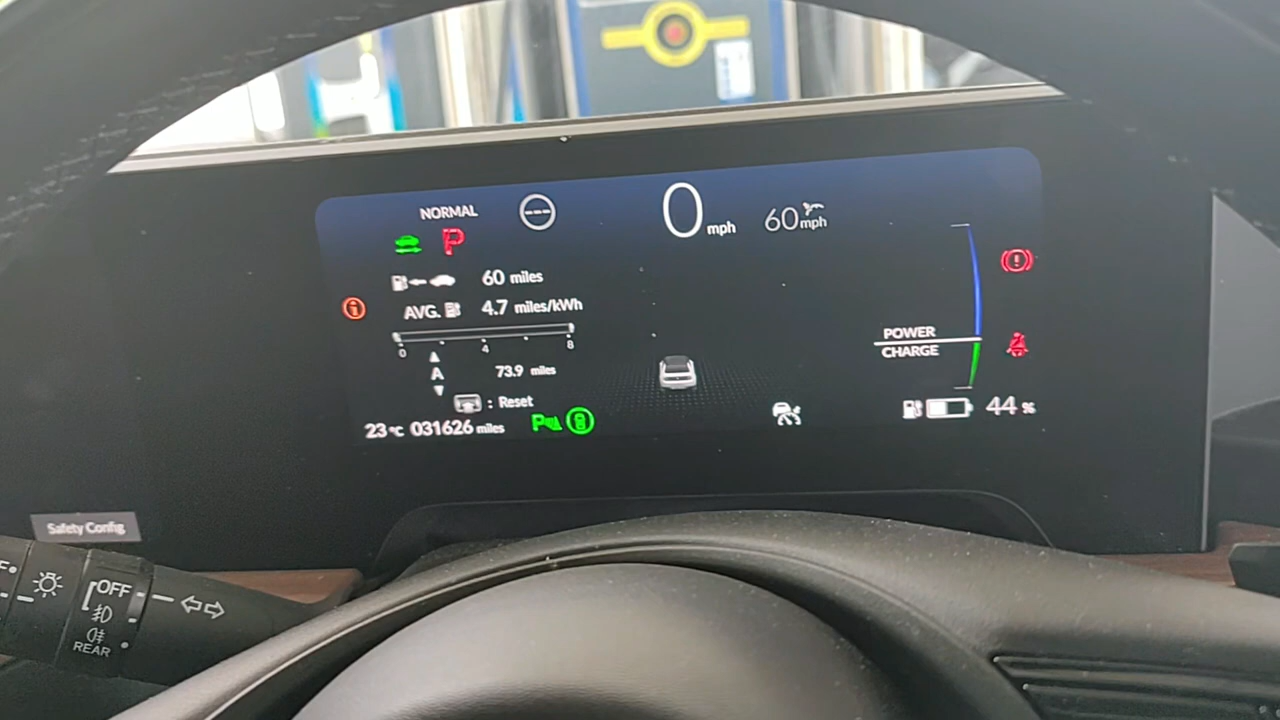 NORMAL
0 mph
60 mph
P
60 miles
AVG. 4.7 miles/kWh
0 4 8
A 73.9 miles
: Reset
23°C 031626 miles
P
POWER
CHARGE
44 %
Safety Config
OFF
REAR